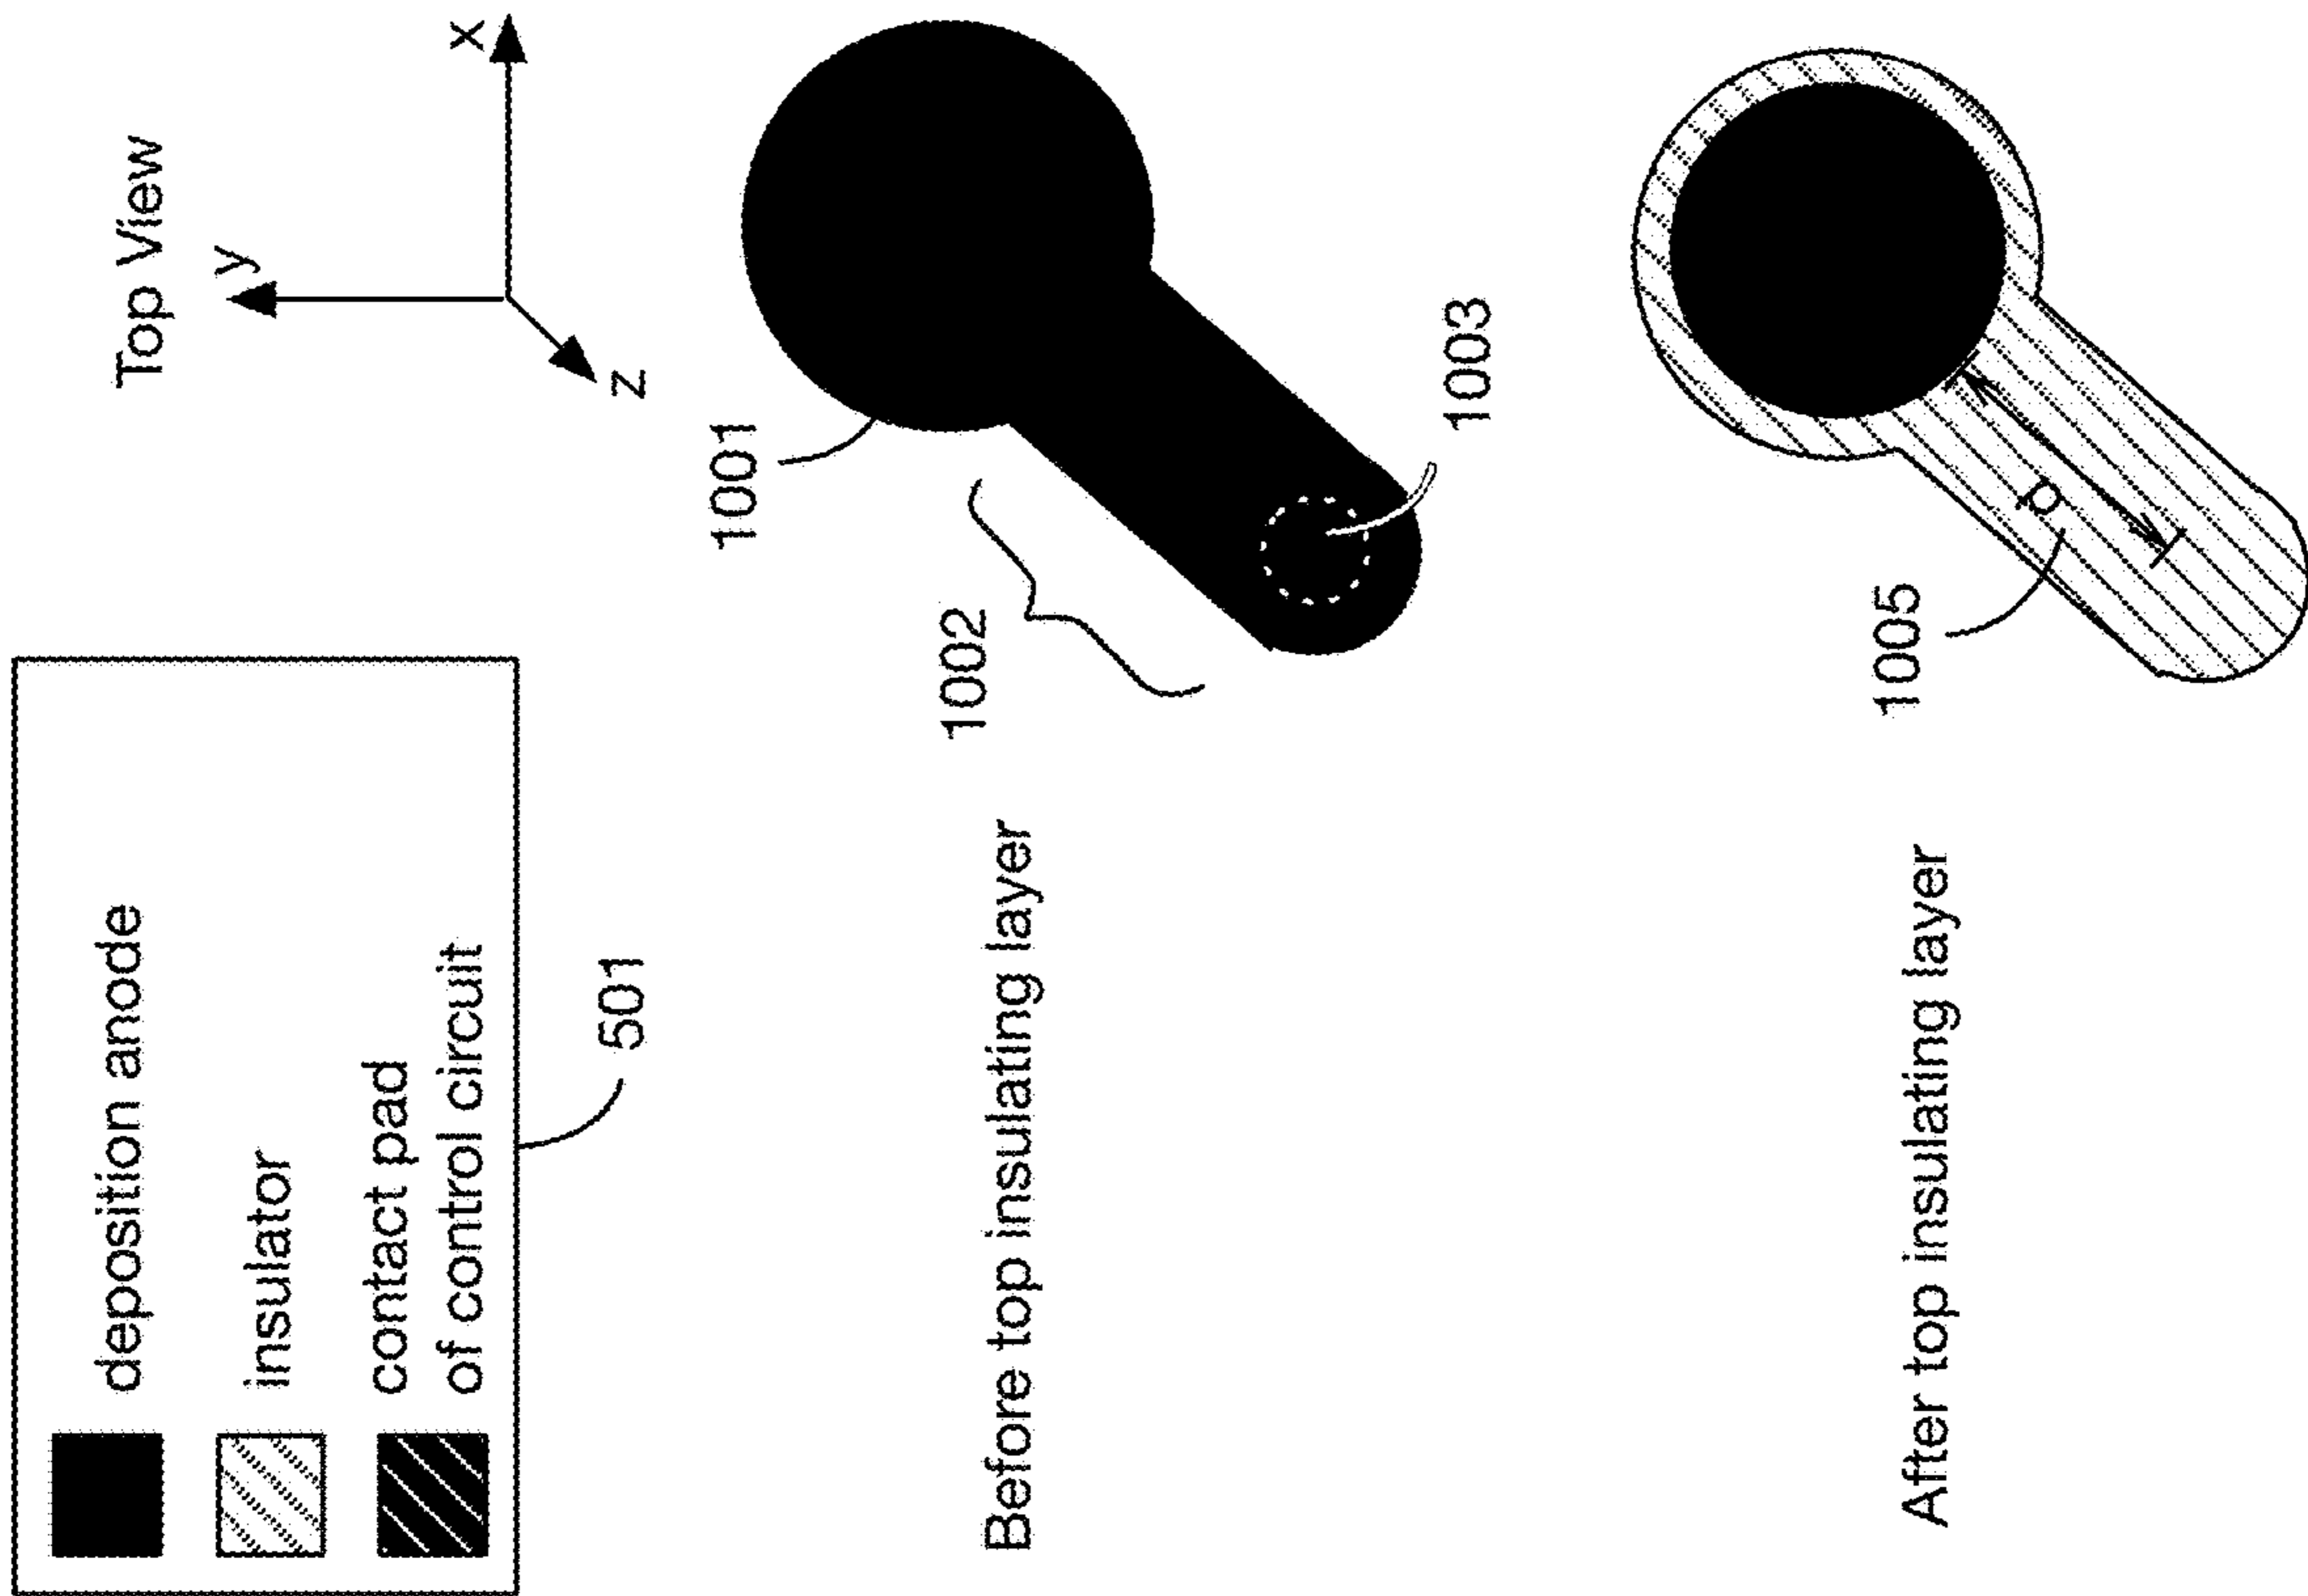 deposition anode
insulator
contact pad
of control circuit
501
Top View
y
x
z
Before top insulating layer
1001
1002
1003
After top insulating layer
1005
d